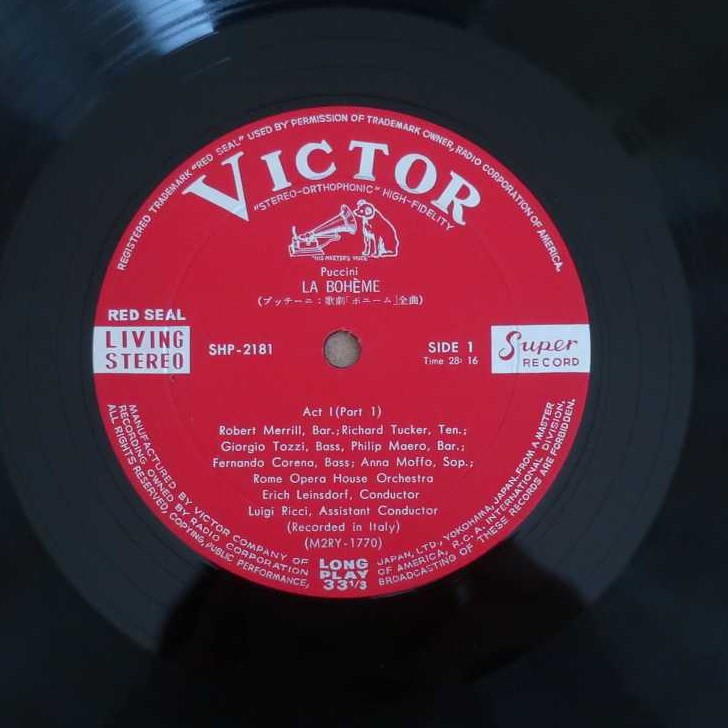 REGISTERED TRADEMARK "RED SEAL" USED BY PERMISSION OF TRADEMARK OWNER, RADIO CORPORATION OF AMERICA.
VICTOR
"STEREO-ORTHOPHONIC" HIGH-FIDELITY
"HIS MASTER'S VOICE"
Puccini
LA BOHÈME
(プッチーニ：歌劇「ボエーム」全曲)
RED SEAL
LIVING
STEREO
SHP-2181
SIDE 1
Time 28: 16
Super
RECORD
Act I (Part 1)
Robert Merrill, Bar.; Richard Tucker, Ten.;
Giorgio Tozzi, Bass, Philip Maero, Bar.;
Fernando Corena, Bass; Anna Moffo, Sop.;
Rome Opera House Orchestra
Erich Leinsdorf, Conductor
Luigi Ricci, Assistant Conductor
(Recorded in Italy)
(M2RY-1770)
MANUFACTURED BY VICTOR COMPANY OF JAPAN, LTD., YOKOHAMA, JAPAN. FROM A MASTER
RECORDING OWNED BY RADIO CORPORATION OF AMERICA, R.C.A. INTERNATIONAL DIVISION.
ALL RIGHTS RESERVED, COPYING, PUBLIC PERFORMANCE, BROADCASTING OF THESE RECORDS ARE FORBIDDEN.
LONG
PLAY
33 1/3